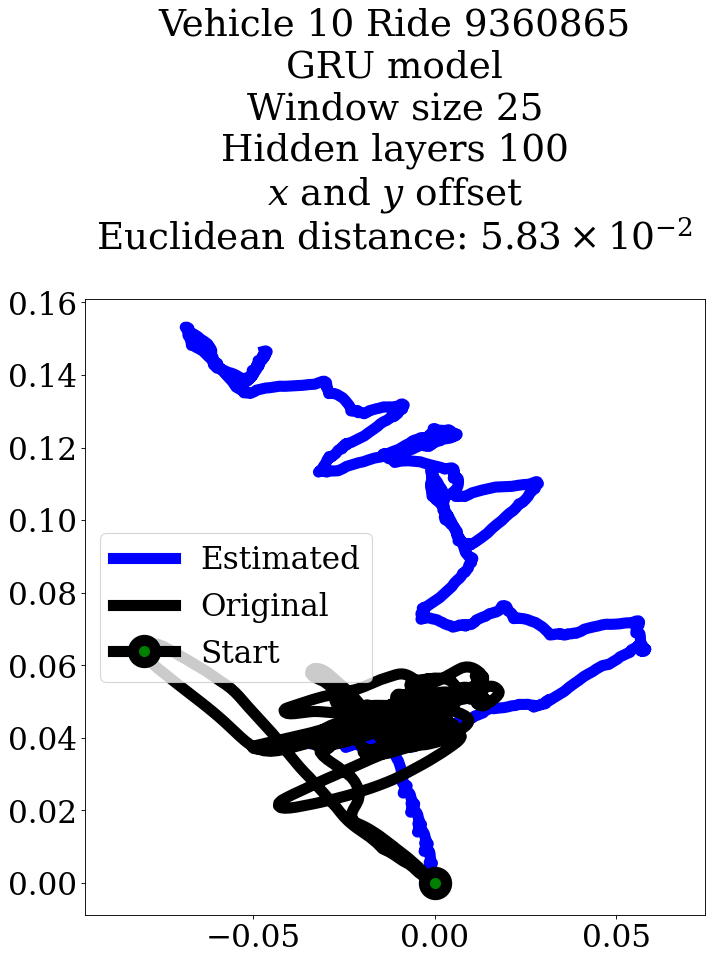 Vehicle 10 Ride 9360865
GRU model
Window size 25
Hidden layers 100
x and y offset
Euclidean distance: 5.83 × 10⁻²
0.16
0.14
0.12
0.10
0.08
0.06
0.04
0.02
0.00
Estimated
Original
Start
−0.05 0.00 0.05